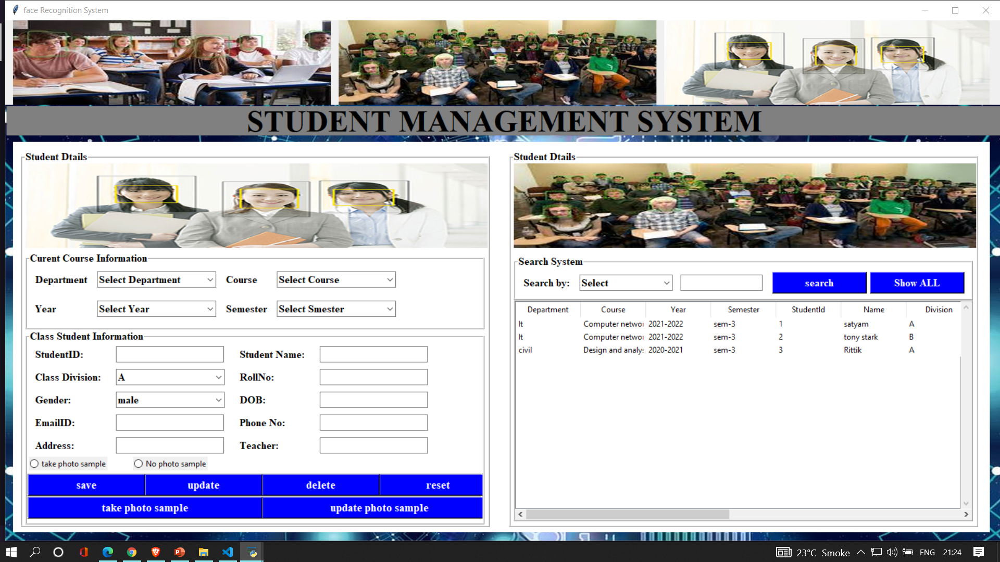 face Recognition System
STUDENT MANAGEMENT SYSTEM
Student Dtails
Curent Course Information
Department Select Department Course Select Course
Year Select Year Semester Select Smester
Class Student Information
StudentID: Student Name:
Class Division: A RollNo:
Gender: male DOB:
EmailID: Phone No:
Address: Teacher:
take photo sample No photo sample
save update delete reset
take photo sample update photo sample
Student Dtails
Search System
Search by: Select search Show ALL
Department Course Year Semester StudentId Name Division
It Computer networ 2021-2022 sem-3 1 satyam A
It Computer networ 2021-2022 sem-3 2 tony stark B
civil Design and analys 2020-2021 sem-3 3 Rittik A
23°C Smoke ENG 21:24